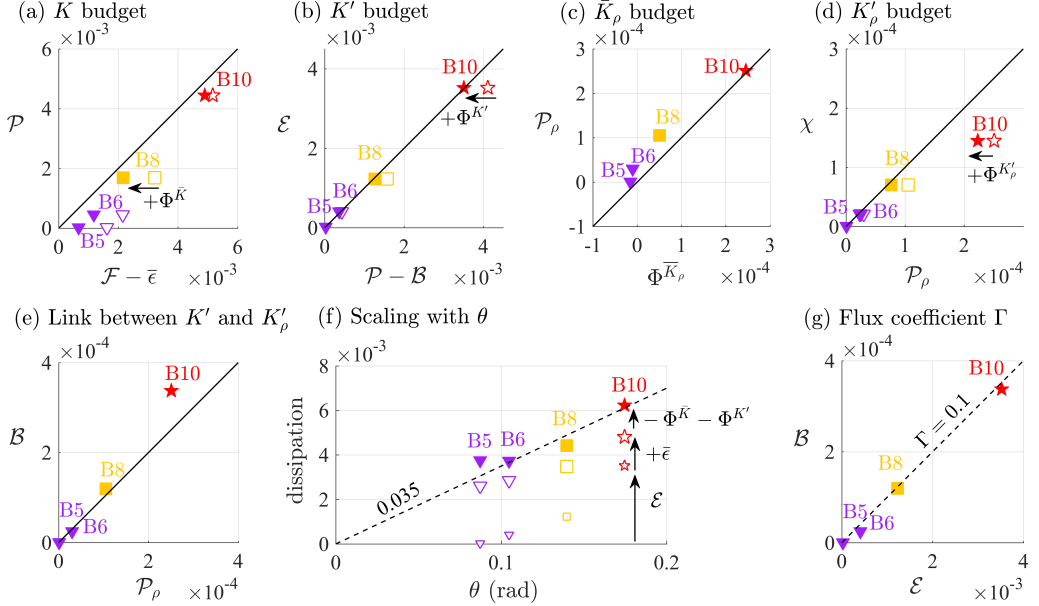 (a) K̄ budget
×10⁻³
6
4
2
0
𝒫
B10
B8
+Φ^K̄
B6
B5
0 2 4 6
ℱ − ε̄
×10⁻³
(b) K′ budget
×10⁻³
4
2
0
ℰ
B10
+Φ^K′
B8
B6
B5
0 2 4
𝒫 − ℬ
×10⁻³
(c) K̄ρ budget
×10⁻⁴
3
2
1
0
-1
𝒫ρ
B10
B8
B6
B5
-1 0 1 2 3
Φ^K̄ρ
×10⁻⁴
(d) K′ρ budget
×10⁻⁴
3
2
1
0
χ
B10
+Φ^K′ρ
B8
B6
B5
0 1 2
𝒫ρ
×10⁻⁴
(e) Link between K′ and K′ρ
×10⁻⁴
4
2
0
ℬ
B10
B8
B5
B6
0 2 4
𝒫ρ
×10⁻⁴
(f) Scaling with θ
×10⁻³
8
6
4
2
0
dissipation
B10
− Φ^K̄ − Φ^K′
B8
B5
B6
+ε̄
0.035
ℰ
0 0.1 0.2
θ (rad)
(g) Flux coefficient Γ
×10⁻⁴
4
2
0
ℬ
B10
Γ = 0.1
B8
B5
B6
0 2 4
ℰ
×10⁻³